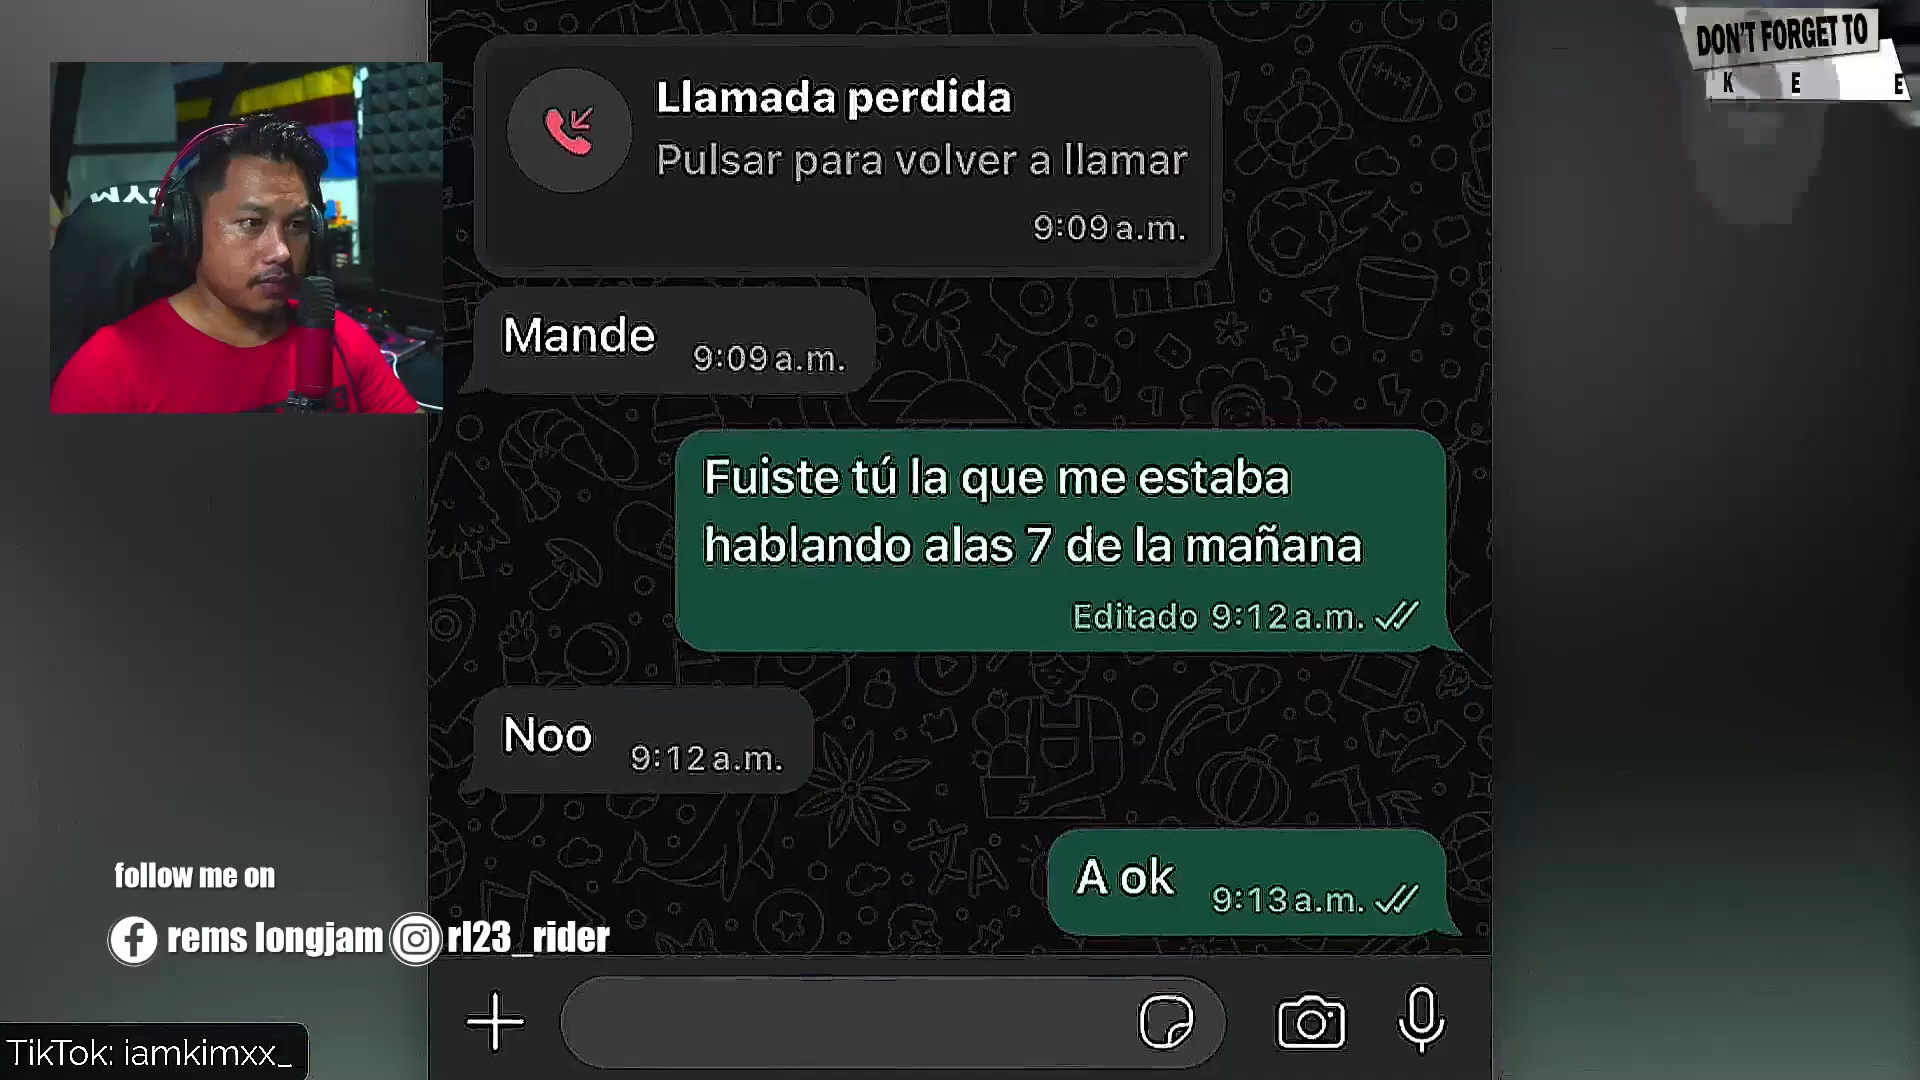 DON'T FORGET TO
K E E
GYM
Llamada perdida
Pulsar para volver a llamar
9:09 a.m.
Mande 9:09 a.m.
Fuiste tú la que me estaba
hablando alas 7 de la mañana
Editado 9:12 a.m.
Noo 9:12 a.m.
A ok 9:13 a.m.
follow me on
rems longjam rl23_rider
TikTok: iamkimxx_